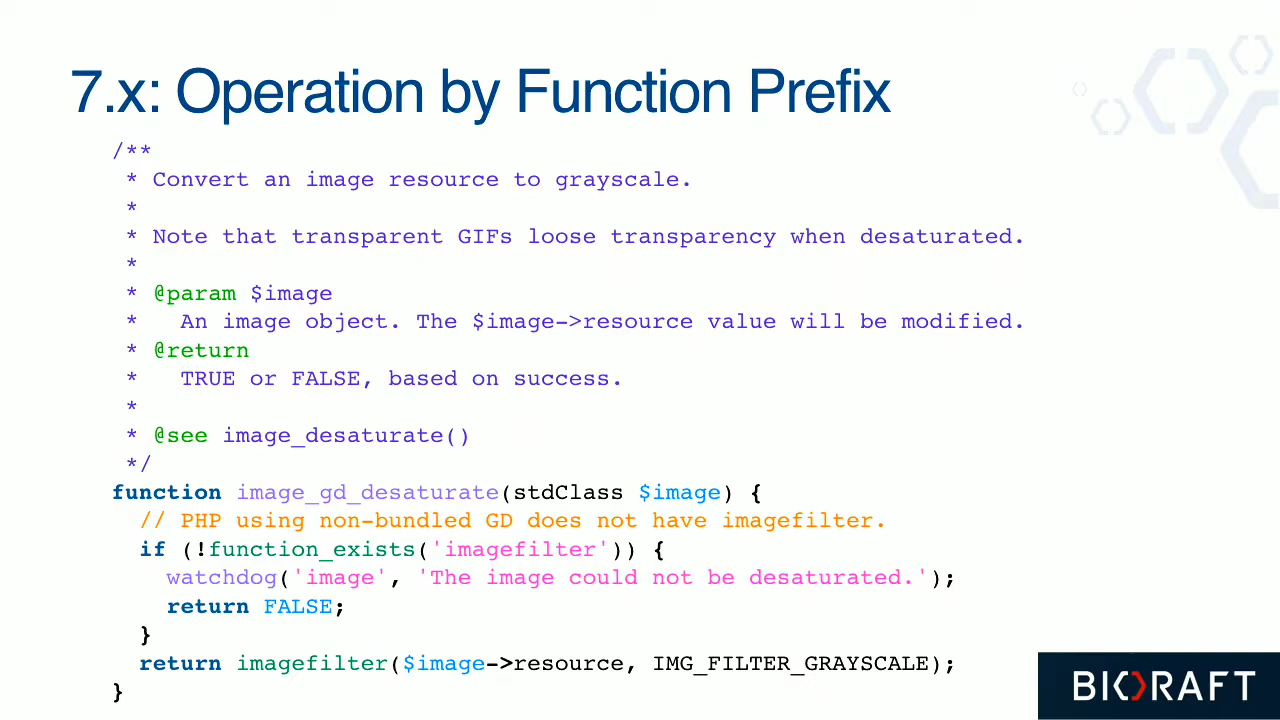 7.x: Operation by Function Prefix
/**
 * Convert an image resource to grayscale.
 *
 * Note that transparent GIFs loose transparency when desaturated.
 *
 * @param $image
 *   An image object. The $image->resource value will be modified.
 * @return
 *   TRUE or FALSE, based on success.
 *
 * @see image_desaturate()
 */
function image_gd_desaturate(stdClass $image) {
  // PHP using non-bundled GD does not have imagefilter.
  if (!function_exists('imagefilter')) {
    watchdog('image', 'The image could not be desaturated.');
    return FALSE;
  }
  return imagefilter($image->resource, IMG_FILTER_GRAYSCALE);
}
BIORAFT